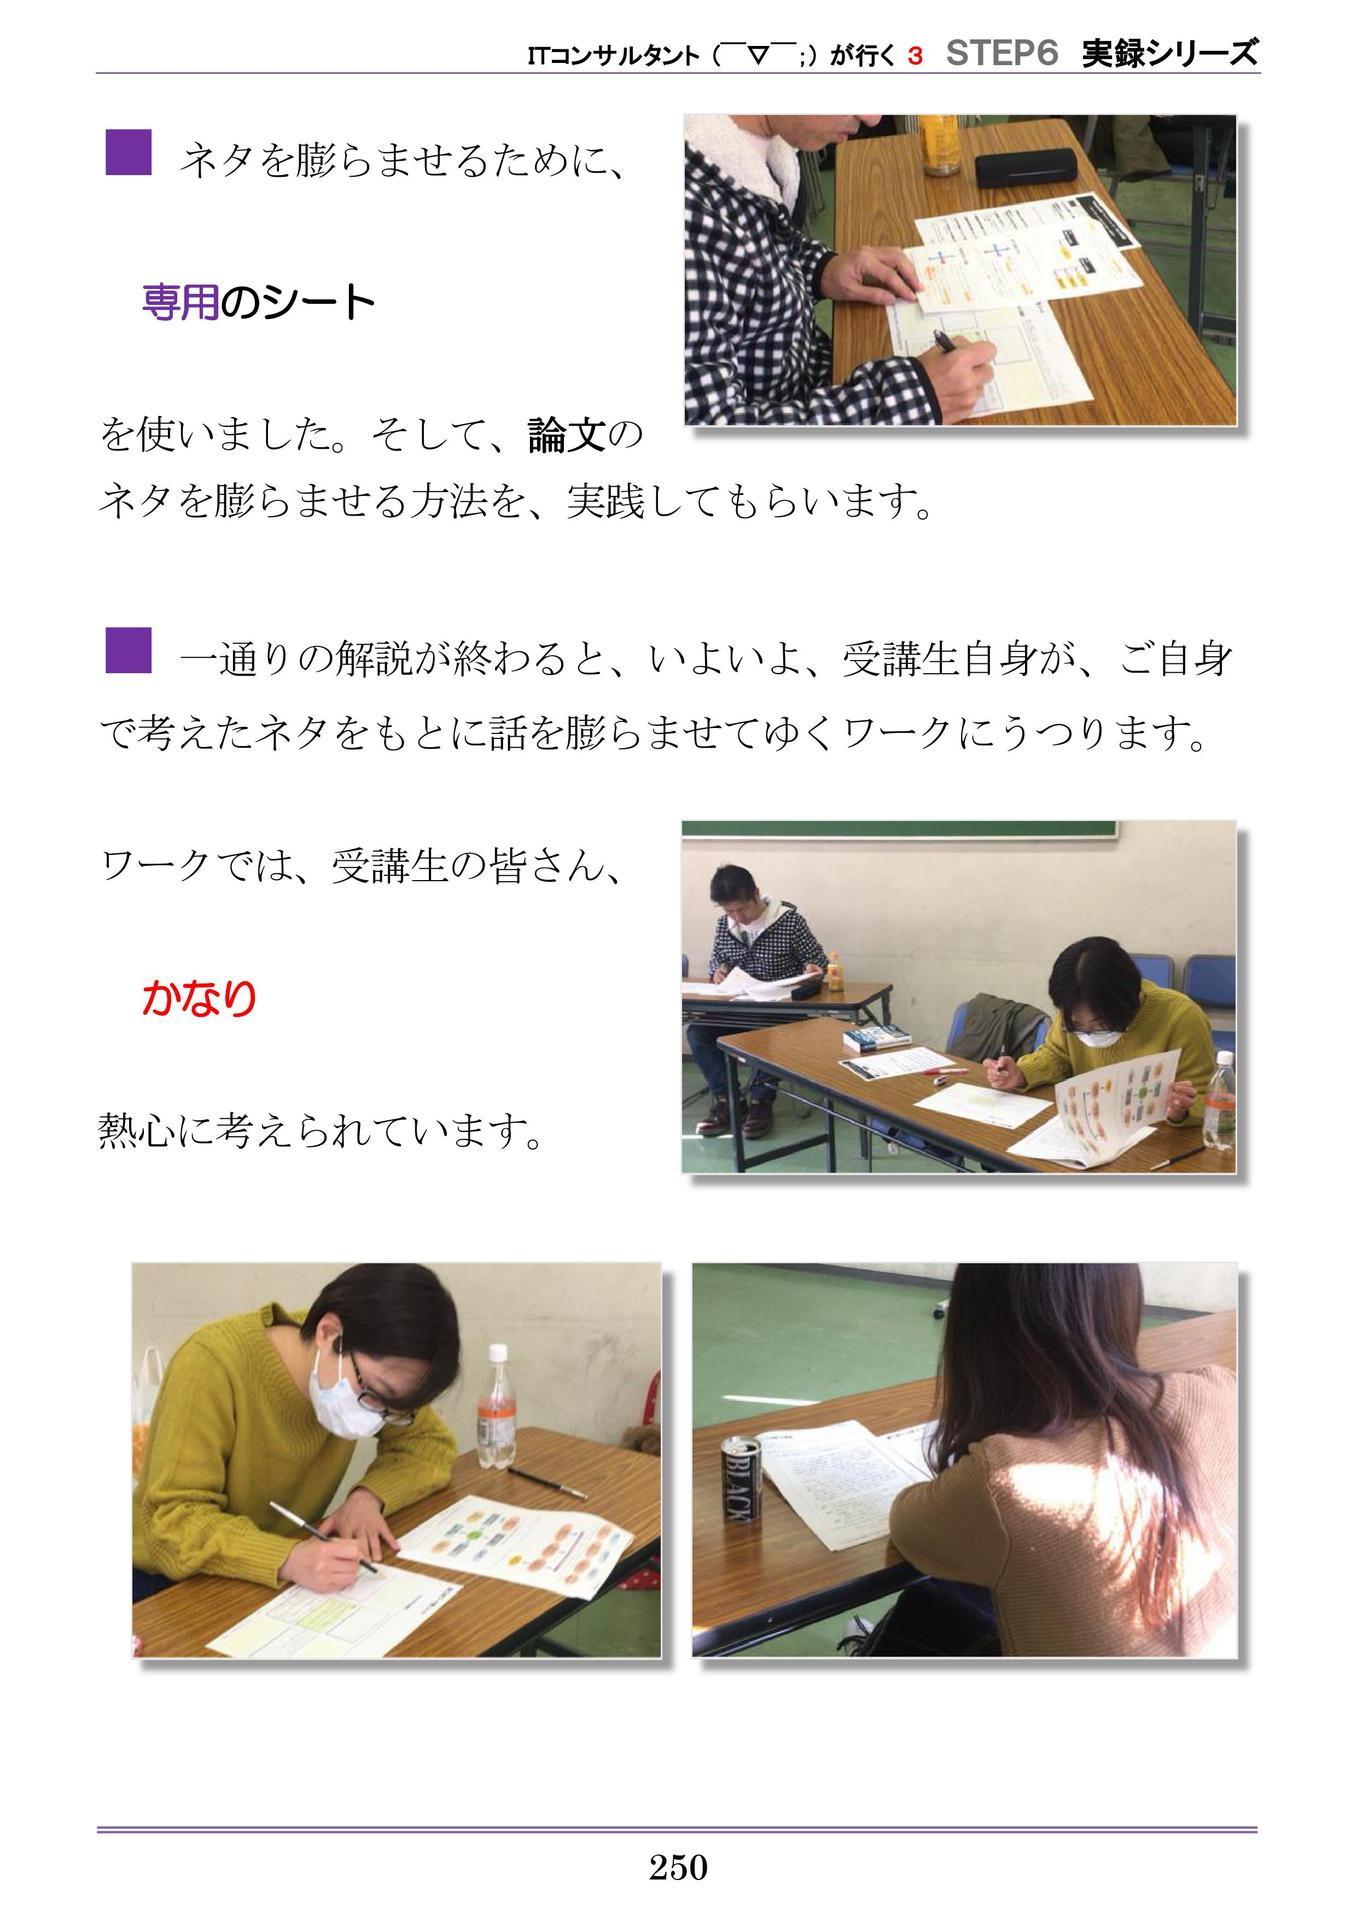 ITコンサルタント（￣▽￣;）が行く 3 STEP6 実録シリーズ
■ ネタを膨らませるために、
専用のシート
を使いました。そして、論文の
ネタを膨らませる方法を、実践してもらいます。
■ 一通りの解説が終わると、いよいよ、受講生自身が、ご自身
で考えたネタをもとに話を膨らませてゆくワークにうつります。
ワークでは、受講生の皆さん、
かなり
熱心に考えられています。
BLACK
250